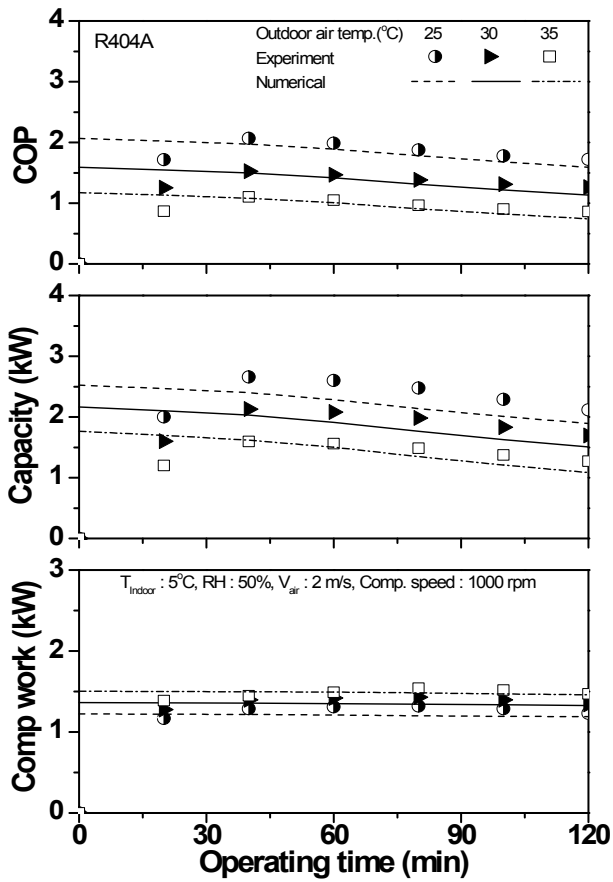 R404A
Outdoor air temp.(°C) 25 30 35
Experiment
Numerical
COP
4
3
2
1
0
Capacity (kW)
4
3
2
1
0
T_Indoor : 5°C, RH : 50%, V_air : 2 m/s, Comp. speed : 1000 rpm
Comp work (kW)
3
2
1
0
0 30 60 90 120
Operating time (min)